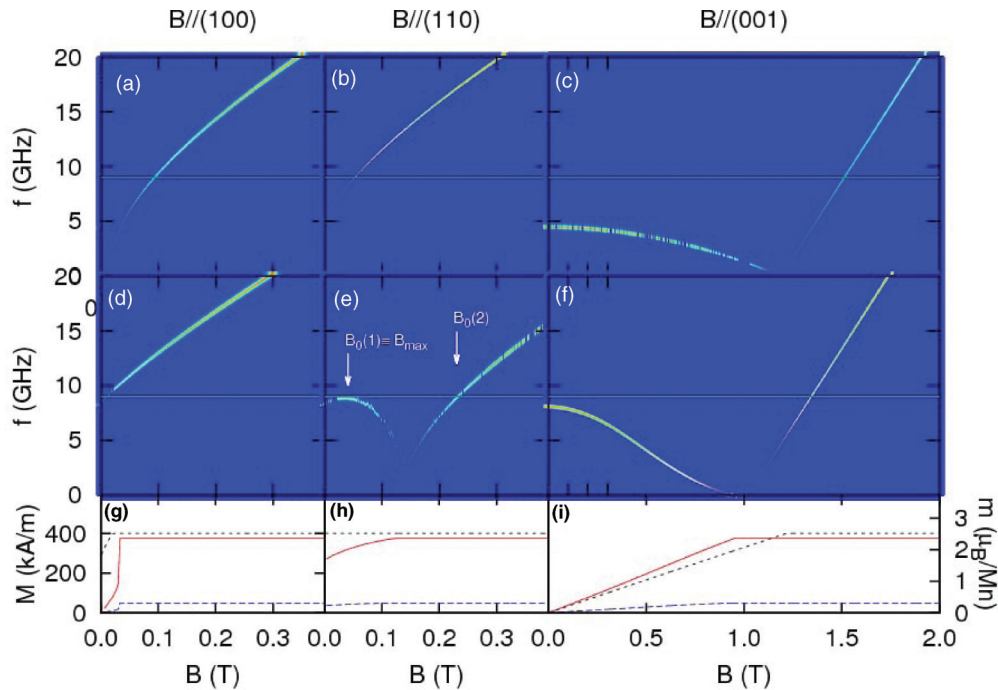 B//(100) B//(110) B//(001)
20
15
10
5
f (GHz)
(a) (b) (c)
20
15
10
5
0
0
f (GHz)
(d) (e) (f)
B₀(1)≡ Bₘₐₓ
B₀(2)
(g) (h) (i)
400
200
0
M (kA/m)
3
2
1
0
m (μB/Mn)
0.0 0.1 0.2 0.3 0.0 0.1 0.2 0.3 0.0 0.5 1.0 1.5 2.0
B (T) B (T) B (T)